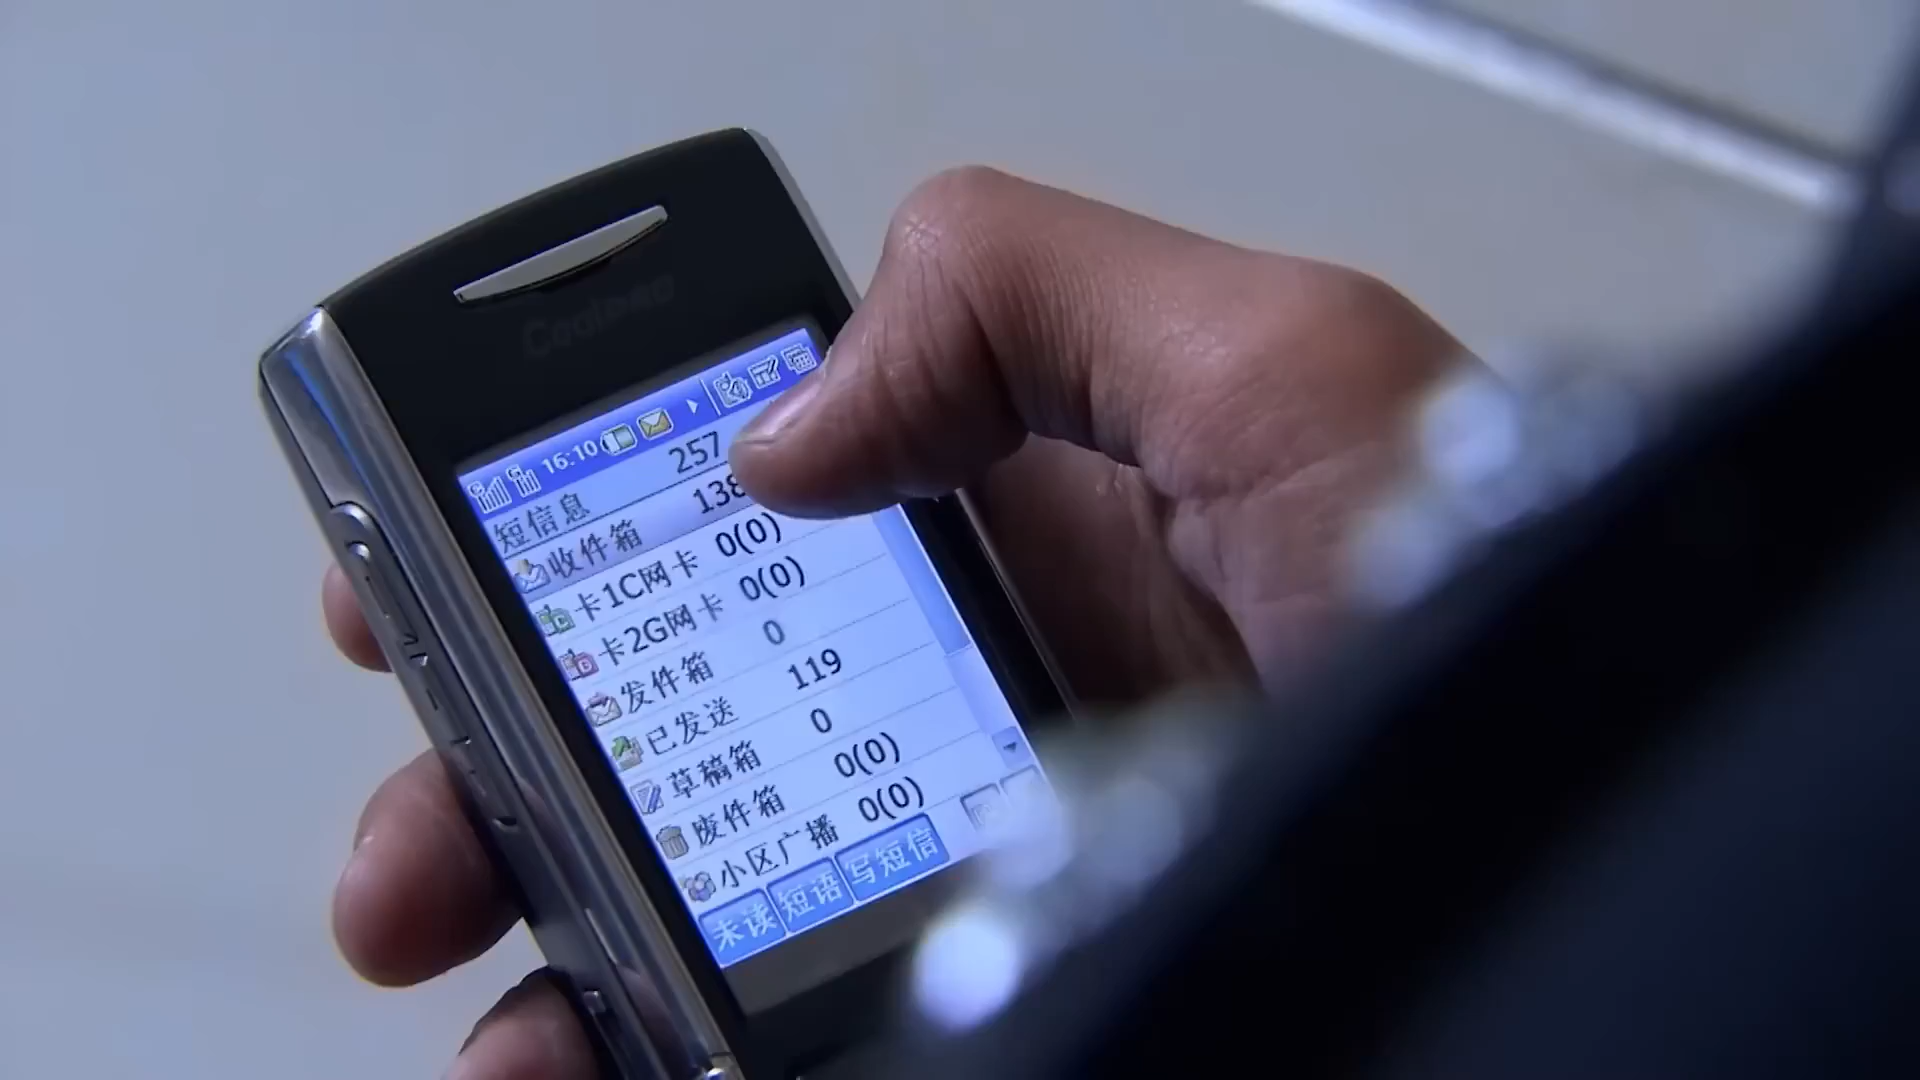 Coolpad
16:10
短信息 257
收件箱 138
卡1C网卡 0(0)
卡2G网卡 0(0)
发件箱 0
已发送 119
草稿箱 0
废件箱 0(0)
小区广播 0(0)
未读 短语 写短信